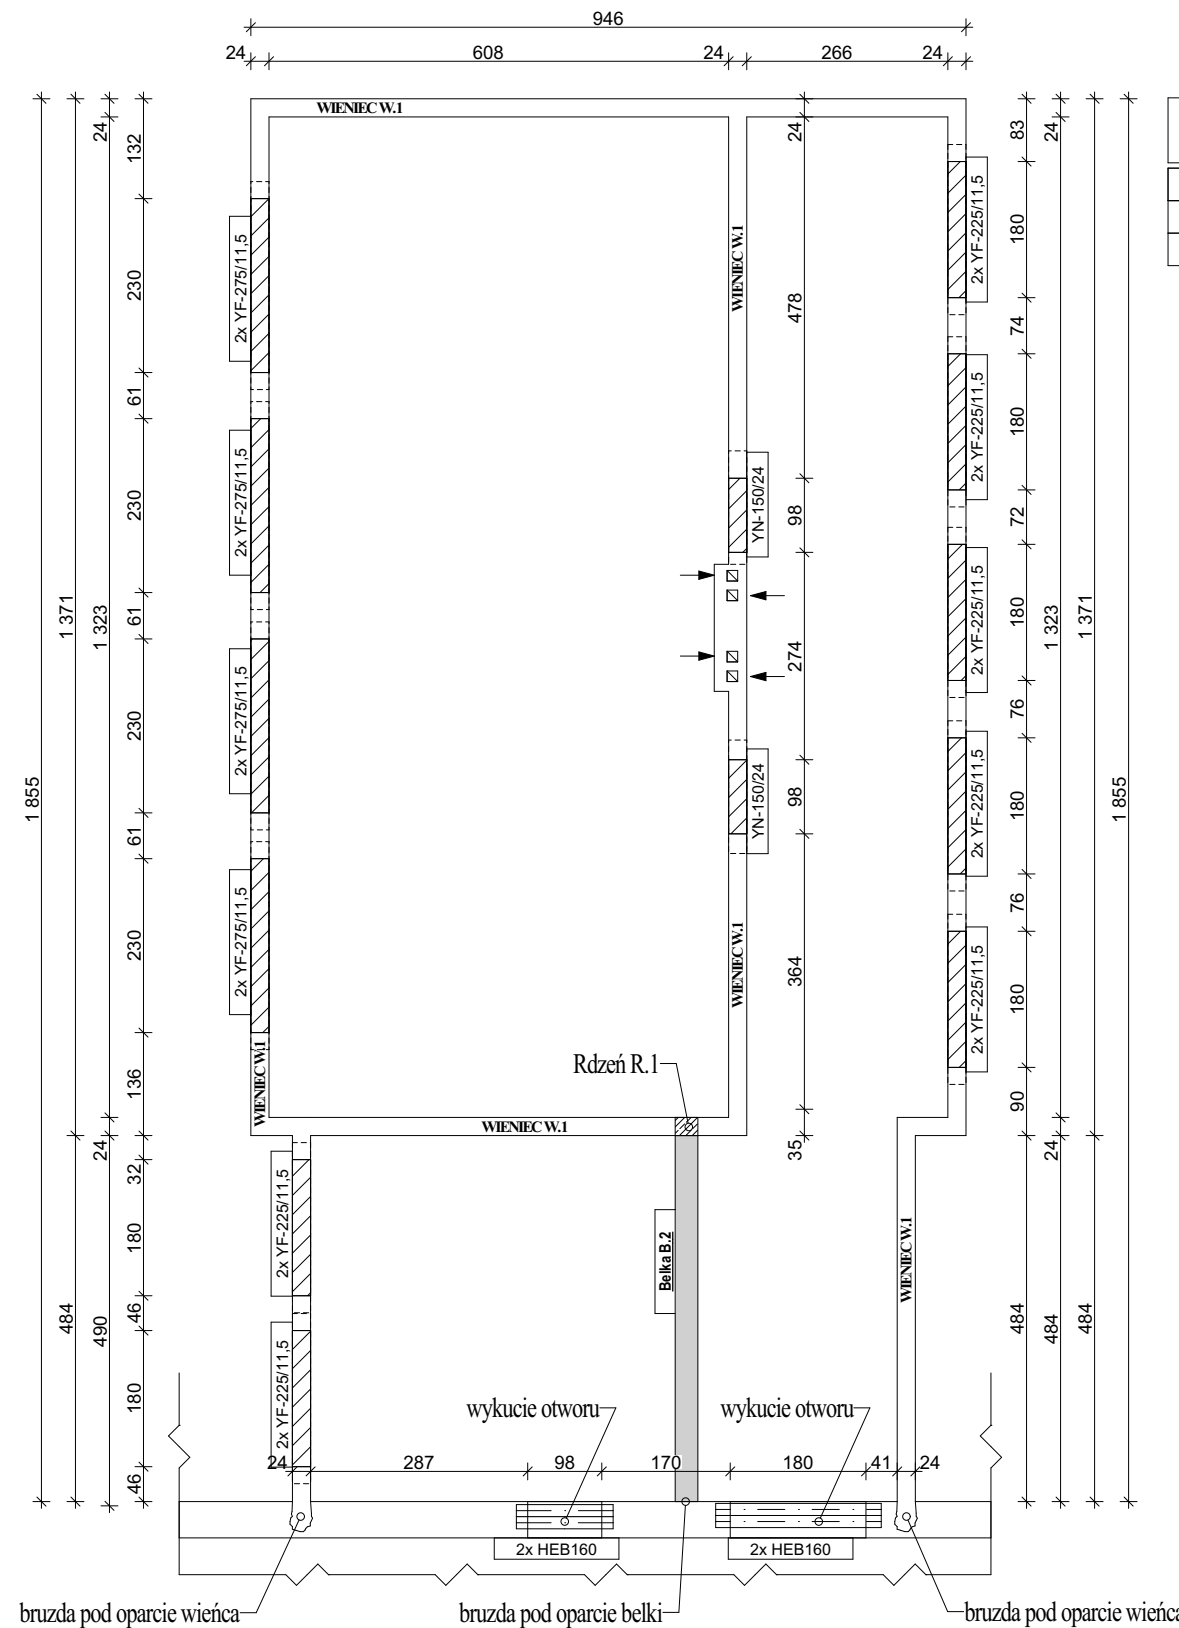 946
24
608
24
266
24
WIENIEC W.1
24
132
24
83
24
2x YF-275/11,5
230
WIENIEC W.1
478
180
2x YF-225/11,5
61
74
2x YF-275/11,5
230
180
2x YF-225/11,5
YN-150/24
98
72
61
1 371
1 323
274
180
2x YF-225/11,5
1 323
1 371
2x YF-275/11,5
230
76
1 855
YN-150/24
98
180
2x YF-225/11,5
1 855
61
76
2x YF-275/11,5
230
WIENIEC W.1
364
180
2x YF-225/11,5
Rdzeń R.1
WIENIEC W.1
136
90
WIENIEC W.1
24
32
35
24
2x YF-225/11,5
180
Belka B.2
WIENIEC W.1
484
490
46
484
484
484
2x YF-225/11,5
180
wykucie otworu
wykucie otworu
46
24
287
98
170
180
41
24
2x HEB160
2x HEB160
bruzda pod oparcie wieńca
bruzda pod oparcie belki
bruzda pod oparcie wieńca